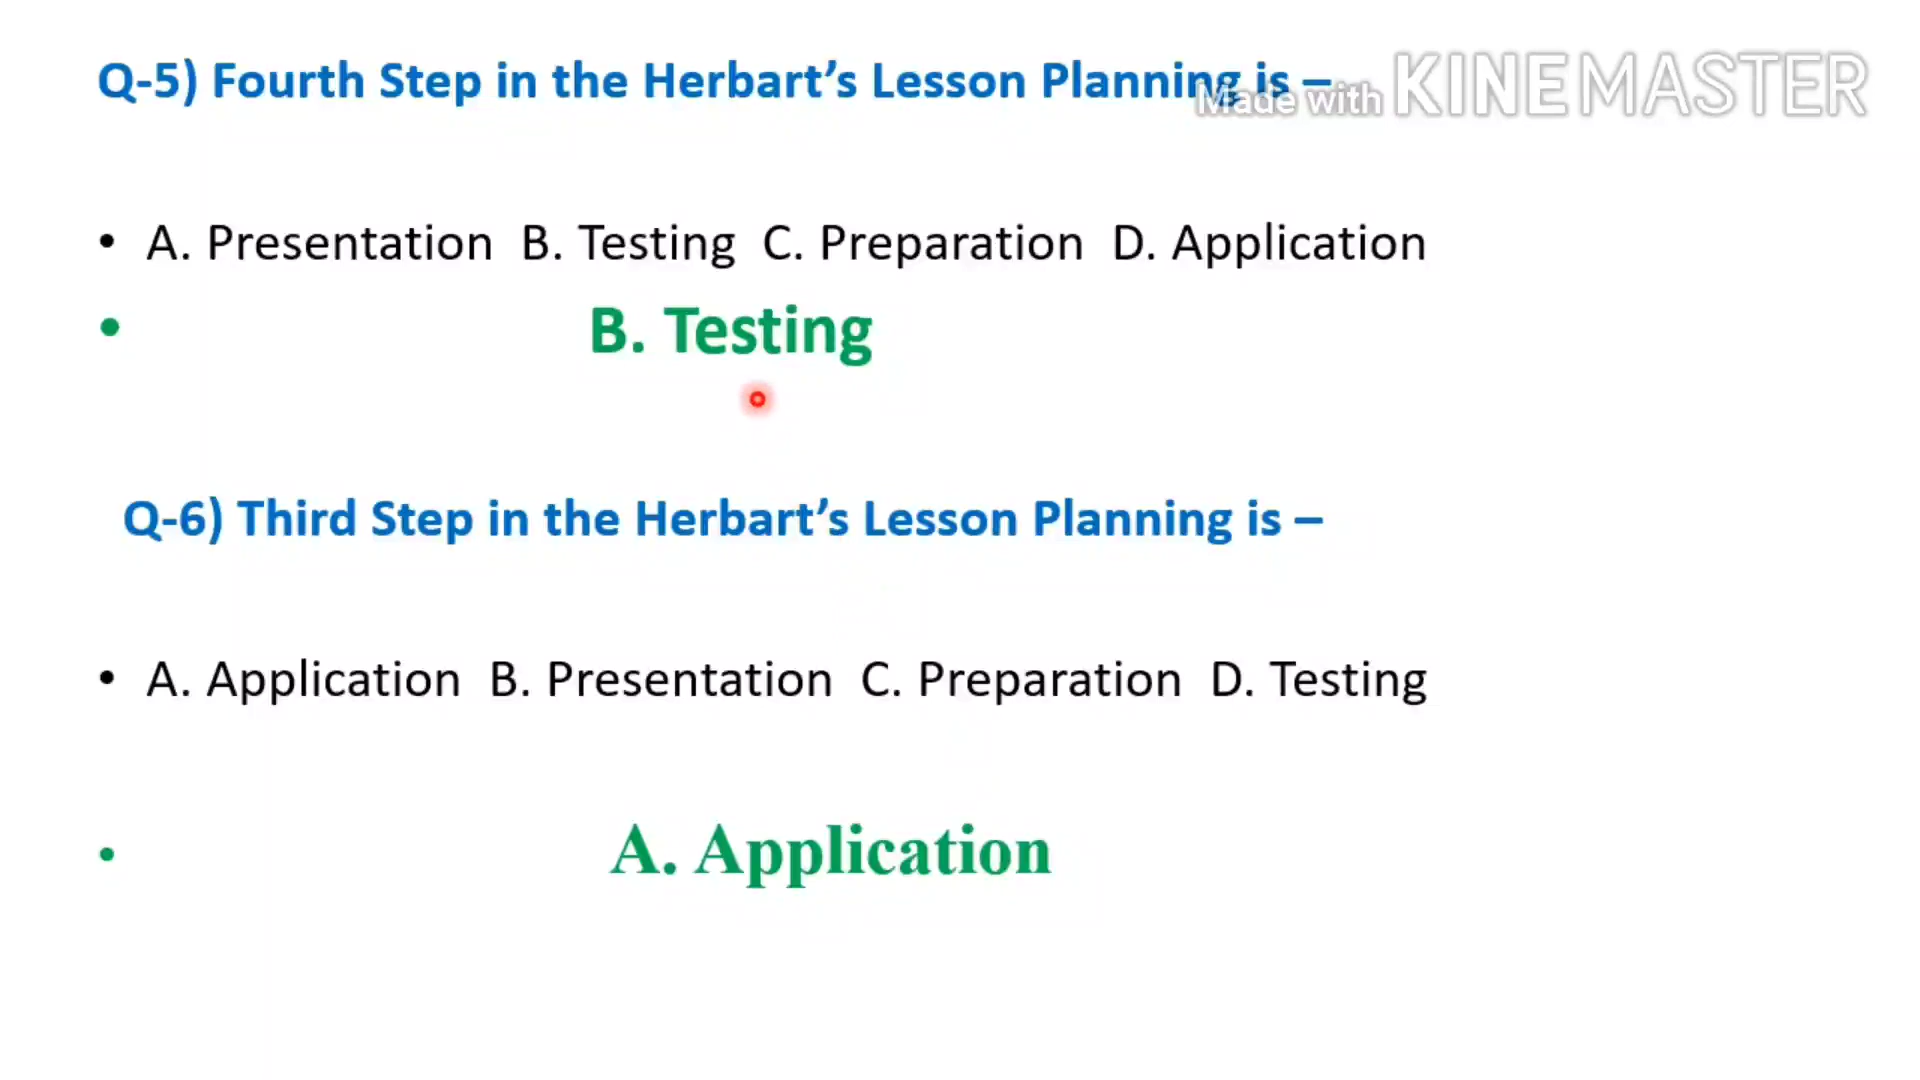 Q-5) Fourth Step in the Herbart’s Lesson Planning is –
Made with KINEMASTER
• A. Presentation B. Testing C. Preparation D. Application
• B. Testing
Q-6) Third Step in the Herbart’s Lesson Planning is –
• A. Application B. Presentation C. Preparation D. Testing
• A. Application